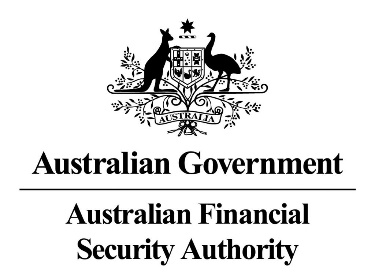 AUSTRALIA
Australian Government
Australian Financial
Security Authority